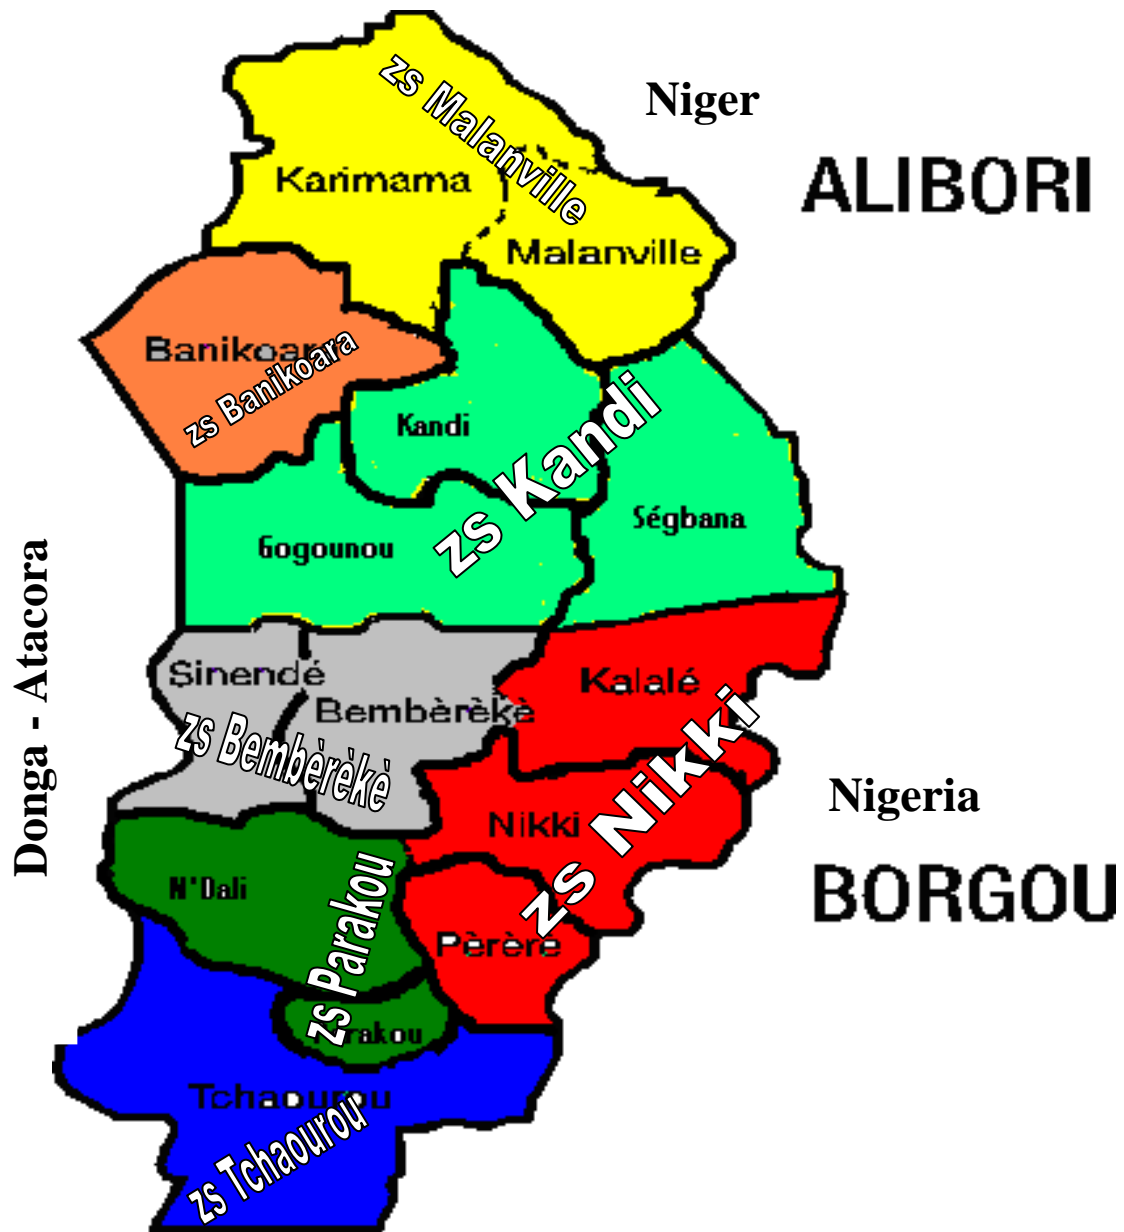 zs Malanville
Niger
ALIBORI
Karimama
Malanville
Banikoara
zs Banikoara
Kandi
zs Kandi
Ségbana
Gogounou
Donga - Atacora
Sinendé
Kalalé
Bembèrèkè
zs Bembèrèkè
zs Nikki
Nigeria
Nikki
BORGOU
N'Dali
zs Parakou
Pèrèrè
Parakou
Tchaourou
zs Tchaourou